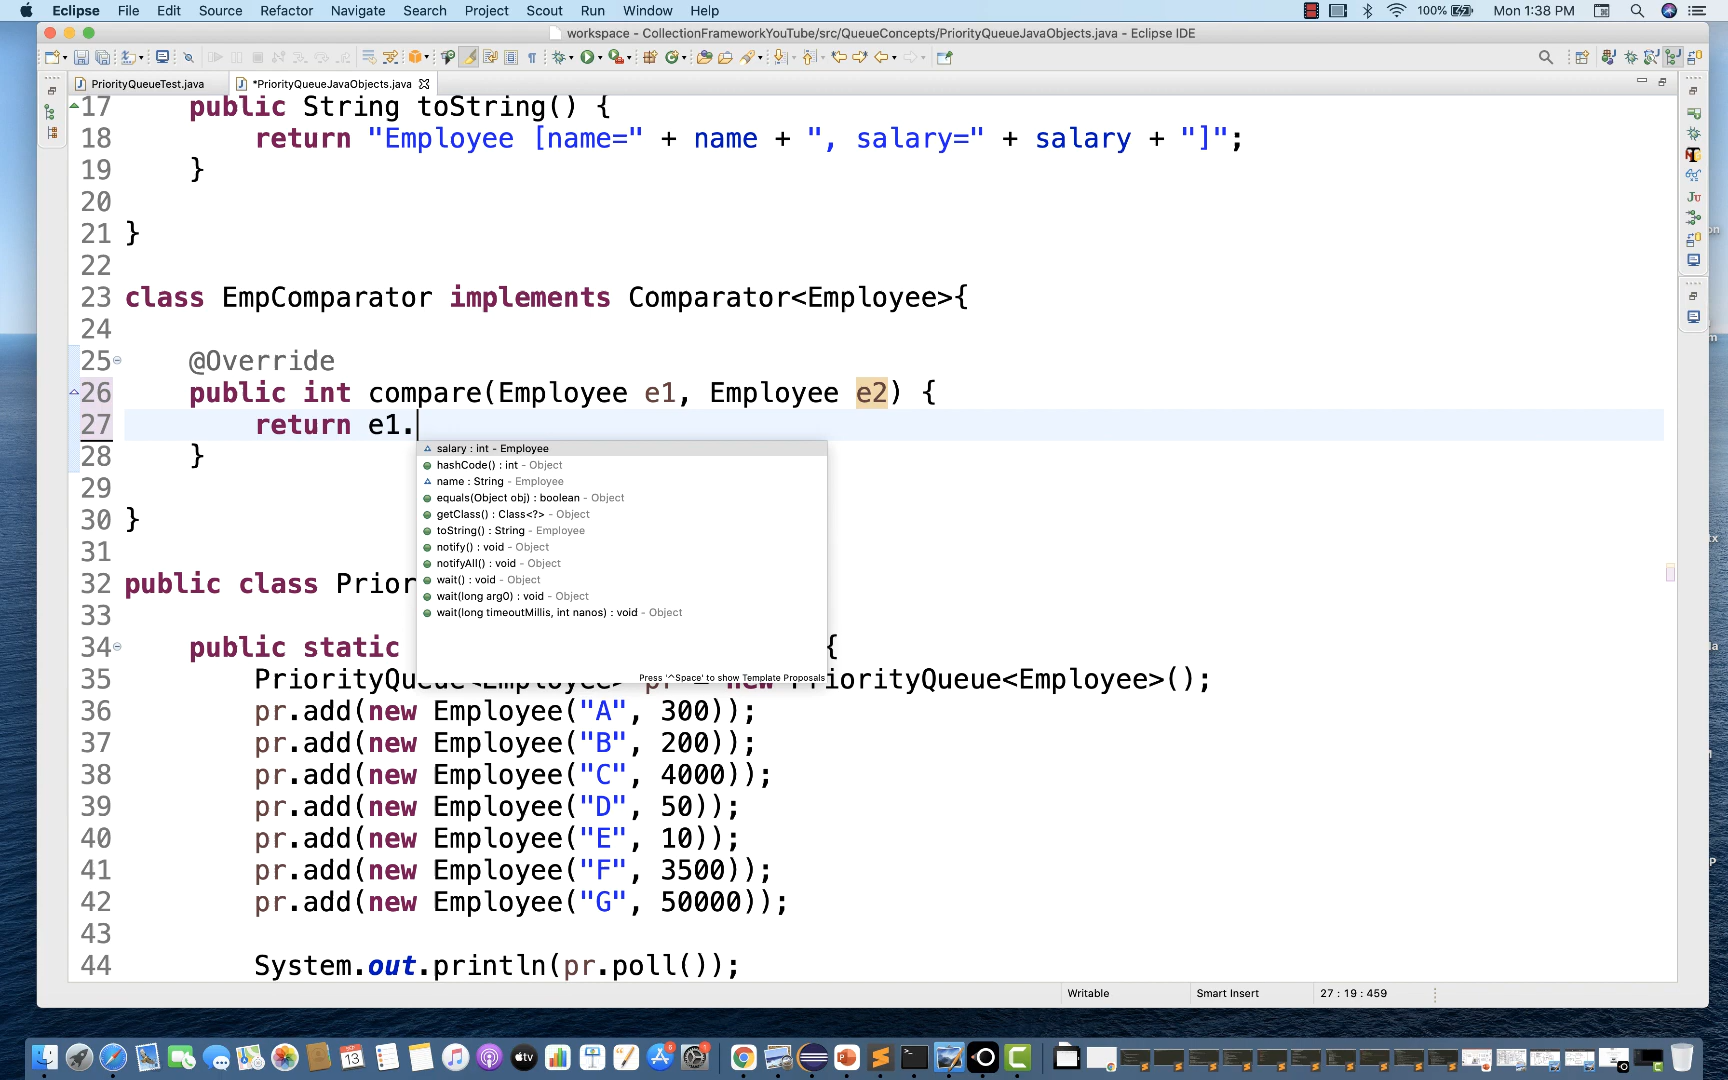 Eclipse File Edit Source Refactor Navigate Search Project Scout Run Window Help 100% Mon 1:38 PM
workspace - CollectionFrameworkYouTube/src/QueueConcepts/PriorityQueueJavaObjects.java - Eclipse IDE
PriorityQueueTest.java *PriorityQueueJavaObjects.java
17 public String toString() {
18 return "Employee [name=" + name + ", salary=" + salary + "]";
19 }
20
21 }
22
23 class EmpComparator implements Comparator<Employee>{
24
25 @Override
26 public int compare(Employee e1, Employee e2) {
27 return e1.
salary : int - Employee
28 }
hashCode() : int - Object
name : String - Employee
29
equals(Object obj) : boolean - Object
getClass() : Class<?> - Object
30 }
toString() : String - Employee
notify() : void - Object
31
notifyAll() : void - Object
32 public class Prior
wait() : void - Object
wait(long arg0) : void - Object
33
wait(long timeoutMillis, int nanos) : void - Object
34 public static {
Press '^Space' to show Template Proposals
35 PriorityQueue<Employee> pr = new PriorityQueue<Employee>();
36 pr.add(new Employee("A", 300));
37 pr.add(new Employee("B", 200));
38 pr.add(new Employee("C", 4000));
39 pr.add(new Employee("D", 50));
40 pr.add(new Employee("E", 10));
41 pr.add(new Employee("F", 3500));
42 pr.add(new Employee("G", 50000));
43
44 System.out.println(pr.poll());
Writable Smart Insert 27 : 19 : 459